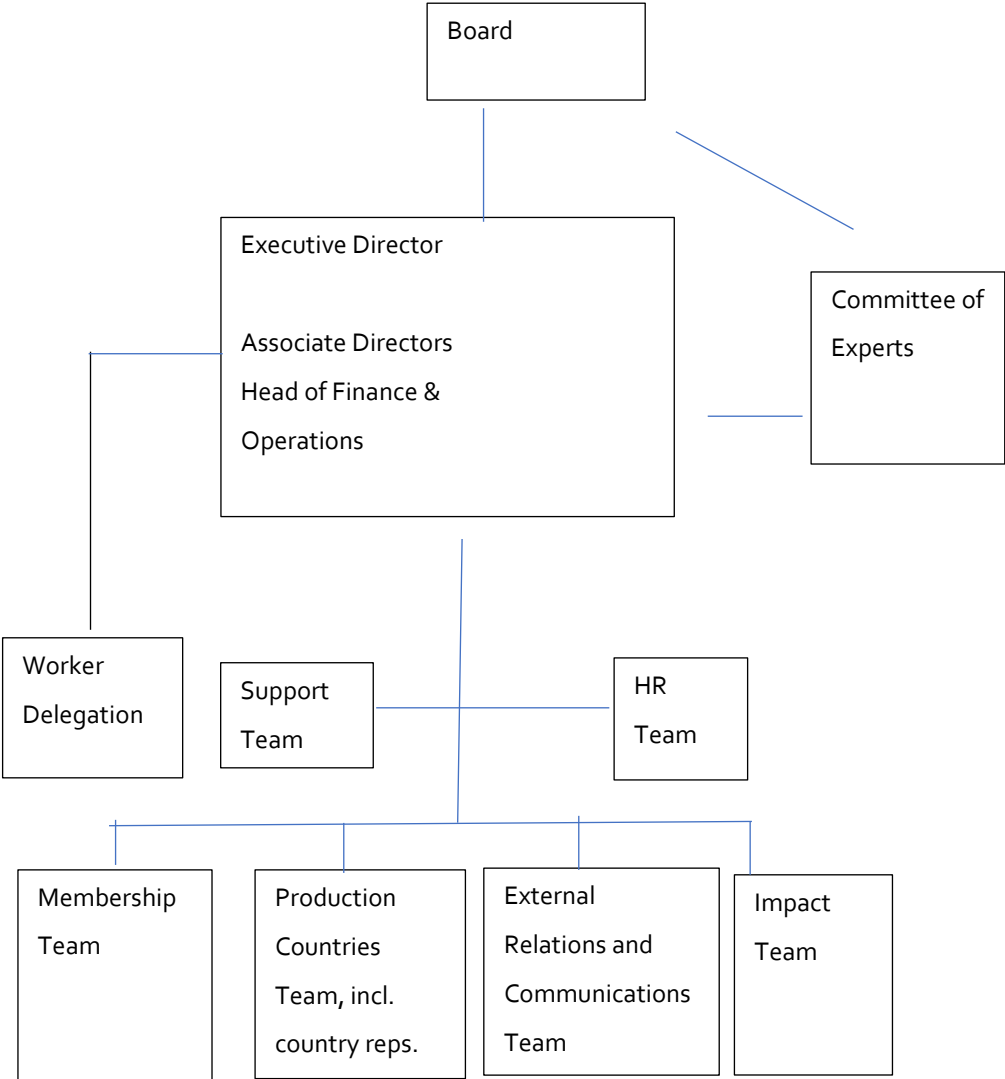 Board
Executive Director
Associate Directors
Head of Finance &
Operations
Committee of
Experts
Worker
Delegation
Support
Team
HR
Team
Membership
Team
Production
Countries
Team, incl.
country reps.
External
Relations and
Communications
Team
Impact
Team